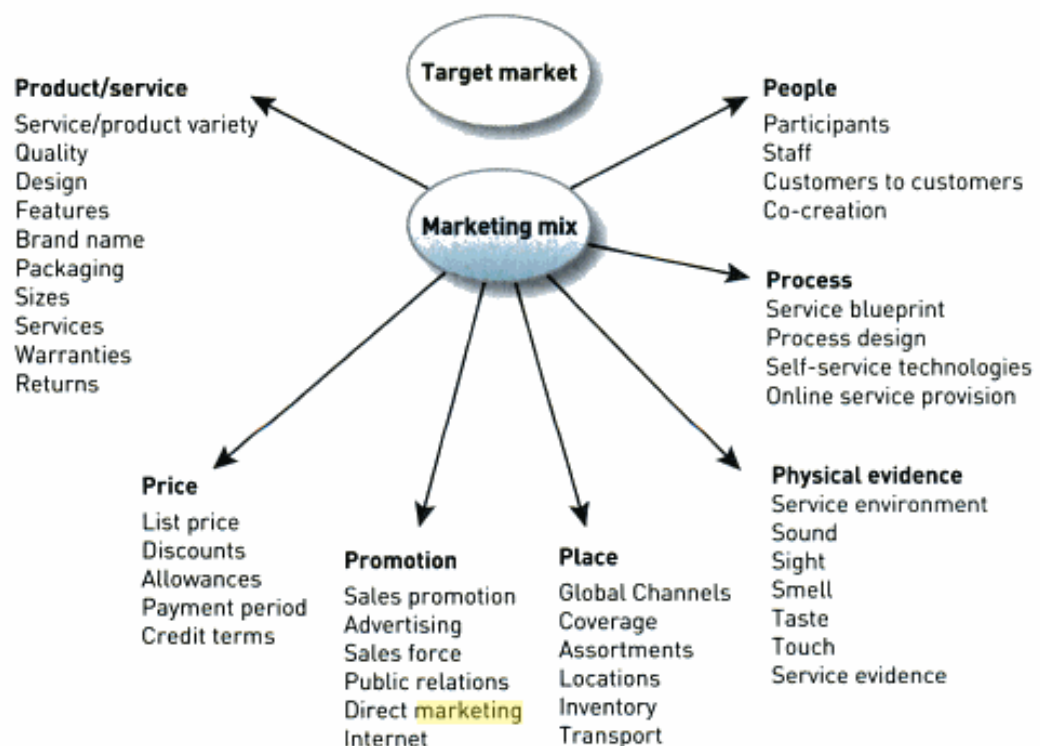 Target market
Marketing mix
Product/service
Service/product variety
Quality
Design
Features
Brand name
Packaging
Sizes
Services
Warranties
Returns
People
Participants
Staff
Customers to customers
Co-creation
Process
Service blueprint
Process design
Self-service technologies
Online service provision
Price
List price
Discounts
Allowances
Payment period
Credit terms
Promotion
Sales promotion
Advertising
Sales force
Public relations
Direct marketing
Internet
Place
Global Channels
Coverage
Assortments
Locations
Inventory
Transport
Physical evidence
Service environment
Sound
Sight
Smell
Taste
Touch
Service evidence